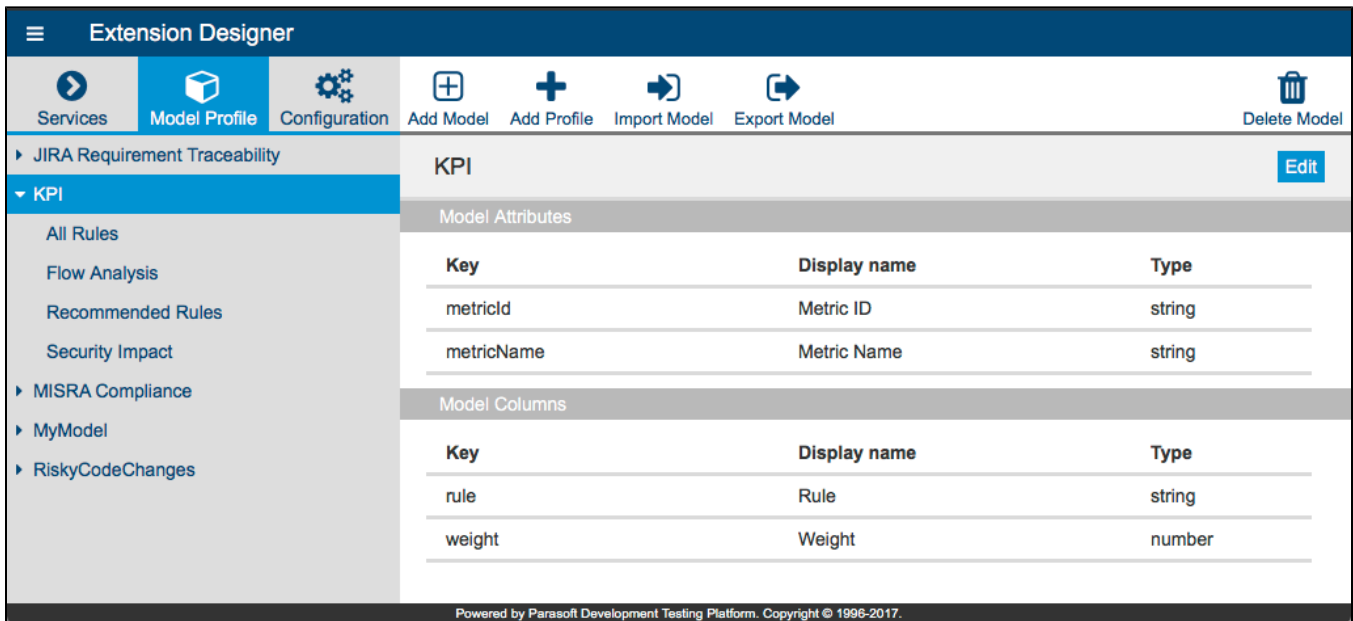 Extension Designer
Services Model Profile Configuration Add Model Add Profile Import Model Export Model Delete Model
JIRA Requirement Traceability
KPI
All Rules
Flow Analysis
Recommended Rules
Security Impact
MISRA Compliance
MyModel
RiskyCodeChanges
KPI Edit
Model Attributes
Key Display name Type
metricId Metric ID string
metricName Metric Name string
Model Columns
Key Display name Type
rule Rule string
weight Weight number
Powered by Parasoft Development Testing Platform. Copyright © 1996-2017.